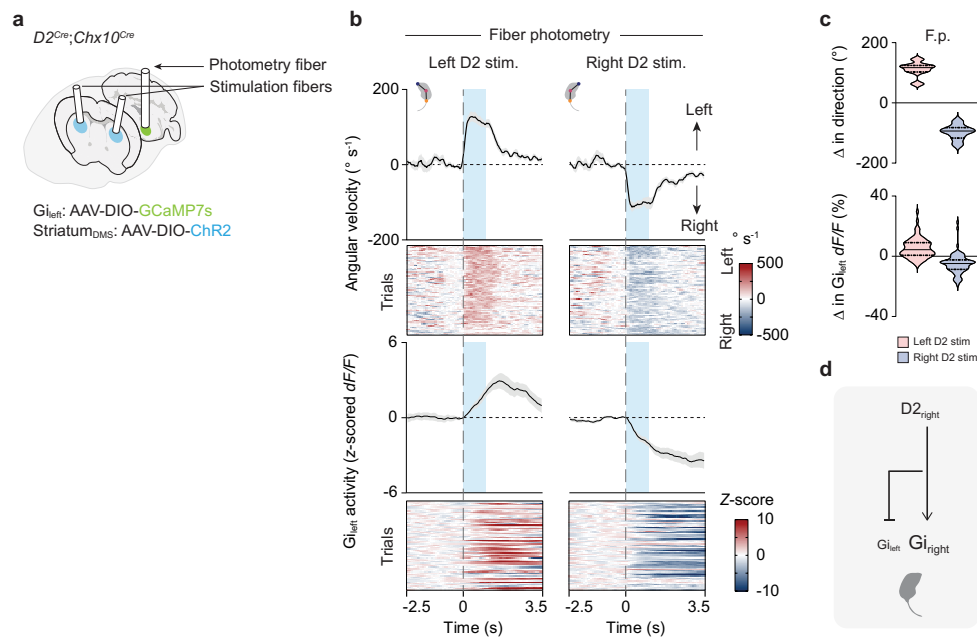 a
D2Cre;Chx10Cre
Photometry fiber
Stimulation fibers
Gileft: AAV-DIO-GCaMP7s
StriatumDMS: AAV-DIO-ChR2
b
Fiber photometry
Left D2 stim.
Right D2 stim.
Angular velocity (° s-1)
200
0
-200
Left
Right
Trials
° s-1
Left
Right
500
0
-500
Gileft activity (z-scored dF/F)
6
0
-6
Trials
Z-score
10
0
-10
-2.5
0
3.5
Time (s)
-2.5
0
3.5
Time (s)
c
F.p.
Δ in direction (°)
200
0
-200
Δ in Gileft dF/F (%)
40
0
-40
Left D2 stim
Right D2 stim
d
D2right
Gileft
Giright